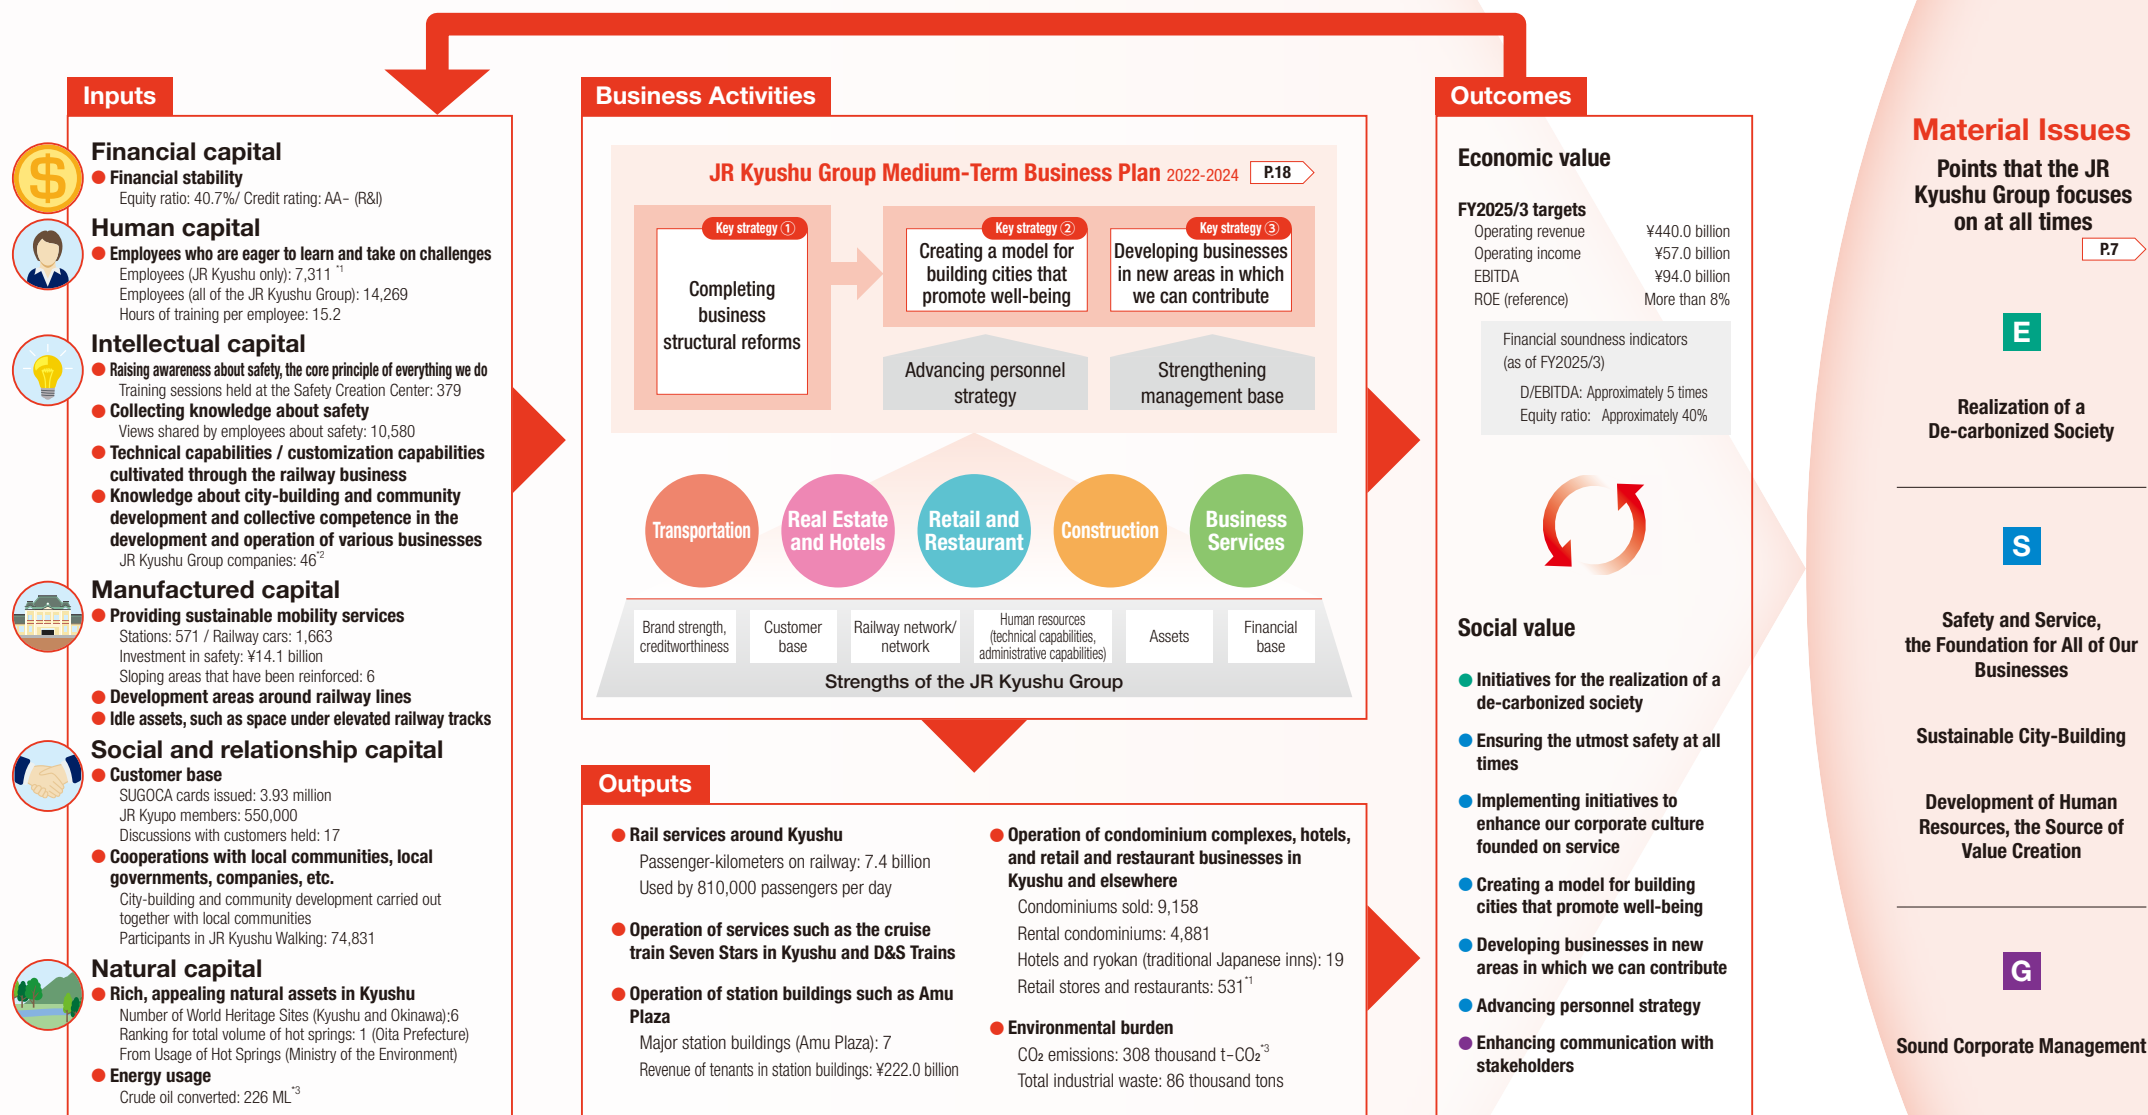 Inputs
Financial capital
Financial stability
Equity ratio: 40.7%/ Credit rating: AA– (R&I)
Human capital
Employees who are eager to learn and take on challenges
Employees (JR Kyushu only): 7,311 *1
Employees (all of the JR Kyushu Group): 14,269
Hours of training per employee: 15.2
Intellectual capital
Raising awareness about safety, the core principle of everything we do
Training sessions held at the Safety Creation Center: 379
Collecting knowledge about safety
Views shared by employees about safety: 10,580
Technical capabilities / customization capabilities
cultivated through the railway business
Knowledge about city-building and community
development and collective competence in the
development and operation of various businesses
JR Kyushu Group companies: 46*2
Manufactured capital
Providing sustainable mobility services
Stations: 571 / Railway cars: 1,663
Investment in safety: ¥14.1 billion
Sloping areas that have been reinforced: 6
Development areas around railway lines
Idle assets, such as space under elevated railway tracks
Social and relationship capital
Customer base
SUGOCA cards issued: 3.93 million
JR Kyupo members: 550,000
Discussions with customers held: 17
Cooperations with local communities, local
governments, companies, etc.
City-building and community development carried out
together with local communities
Participants in JR Kyushu Walking: 74,831
Natural capital
Rich, appealing natural assets in Kyushu
Number of World Heritage Sites (Kyushu and Okinawa):6
Ranking for total volume of hot springs: 1 (Oita Prefecture)
From Usage of Hot Springs (Ministry of the Environment)
Energy usage
Crude oil converted: 226 ML*3
Business Activities
JR Kyushu Group Medium-Term Business Plan 2022-2024 P.18
Key strategy ①
Completing
business
structural reforms
Key strategy ②
Creating a model for
building cities that
promote well-being
Key strategy ③
Developing businesses
in new areas in which
we can contribute
Advancing personnel
strategy
Strengthening
management base
Transportation
Real Estate
and Hotels
Retail and
Restaurant
Construction
Business
Services
Brand strength,
creditworthiness
Customer
base
Railway network/
network
Human resources
(technical capabilities,
administrative capabilities)
Assets
Financial
base
Strengths of the JR Kyushu Group
Outputs
Rail services around Kyushu
Passenger-kilometers on railway: 7.4 billion
Used by 810,000 passengers per day
Operation of services such as the cruise
train Seven Stars in Kyushu and D&S Trains
Operation of station buildings such as Amu
Plaza
Major station buildings (Amu Plaza): 7
Revenue of tenants in station buildings: ¥222.0 billion
Operation of condominium complexes, hotels,
and retail and restaurant businesses in
Kyushu and elsewhere
Condominiums sold: 9,158
Rental condominiums: 4,881
Hotels and ryokan (traditional Japanese inns): 19
Retail stores and restaurants: 531*1
Environmental burden
CO₂ emissions: 308 thousand t–CO₂*3
Total industrial waste: 86 thousand tons
Outcomes
Economic value
FY2025/3 targets
Operating revenue ¥440.0 billion
Operating income ¥57.0 billion
EBITDA ¥94.0 billion
ROE (reference) More than 8%
Financial soundness indicators
(as of FY2025/3)
D/EBITDA: Approximately 5 times
Equity ratio: Approximately 40%
Social value
Initiatives for the realization of a
de-carbonized society
Ensuring the utmost safety at all
times
Implementing initiatives to
enhance our corporate culture
founded on service
Creating a model for building
cities that promote well-being
Developing businesses in new
areas in which we can contribute
Advancing personnel strategy
Enhancing communication with
stakeholders
Material Issues
Points that the JR
Kyushu Group focuses
on at all times
P.7
E
Realization of a
De-carbonized Society
S
Safety and Service,
the Foundation for All of Our
Businesses
Sustainable City-Building
Development of Human
Resources, the Source of
Value Creation
G
Sound Corporate Management